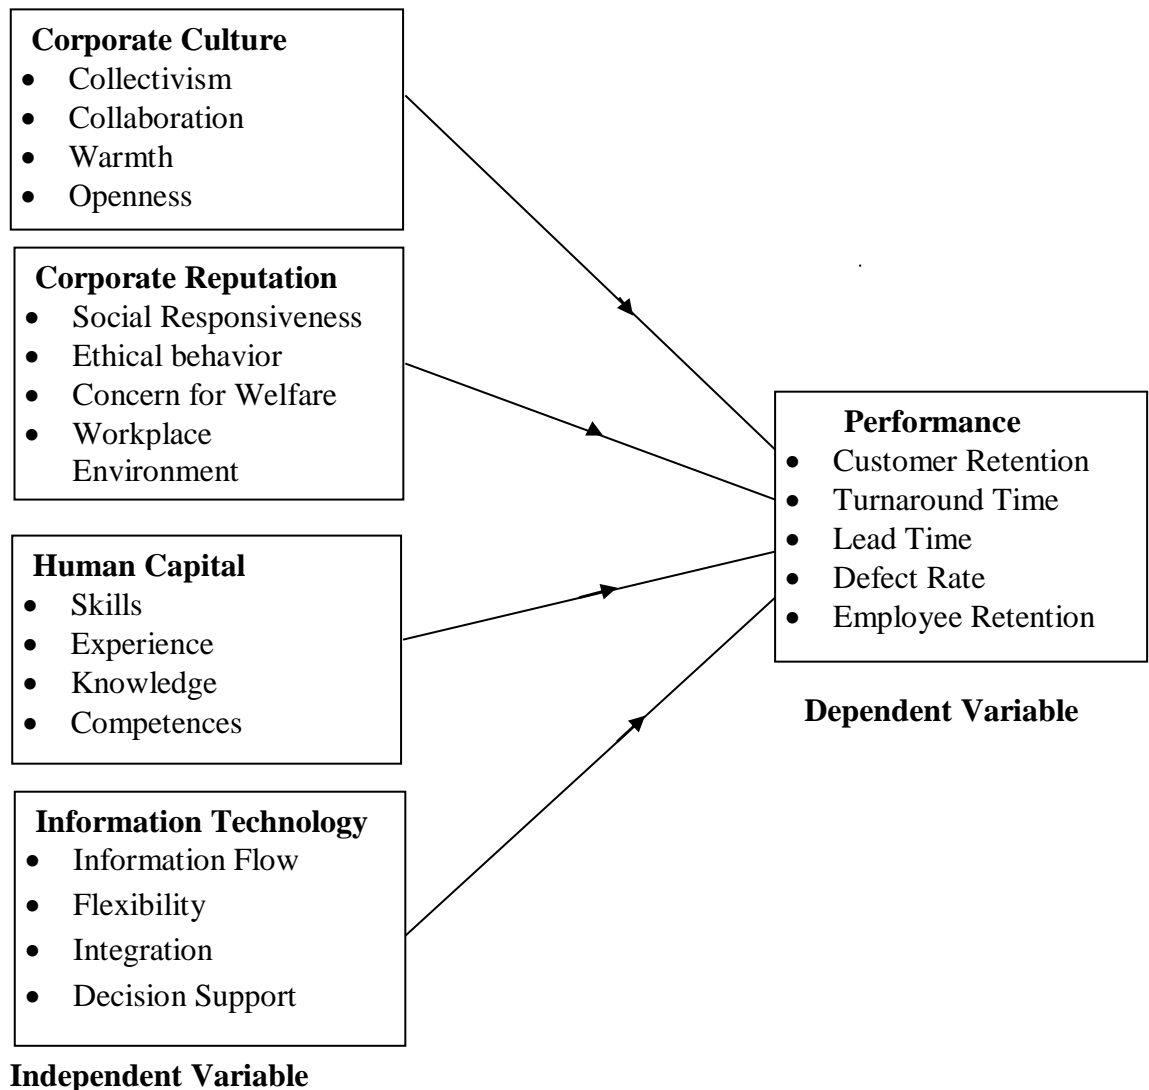 Corporate Culture
• Collectivism
• Collaboration
• Warmth
• Openness
Corporate Reputation
• Social Responsiveness
• Ethical behavior
• Concern for Welfare
• Workplace
Environment
Human Capital
• Skills
• Experience
• Knowledge
• Competences
Information Technology
• Information Flow
• Flexibility
• Integration
• Decision Support
Independent Variable
Performance
• Customer Retention
• Turnaround Time
• Lead Time
• Defect Rate
• Employee Retention
Dependent Variable